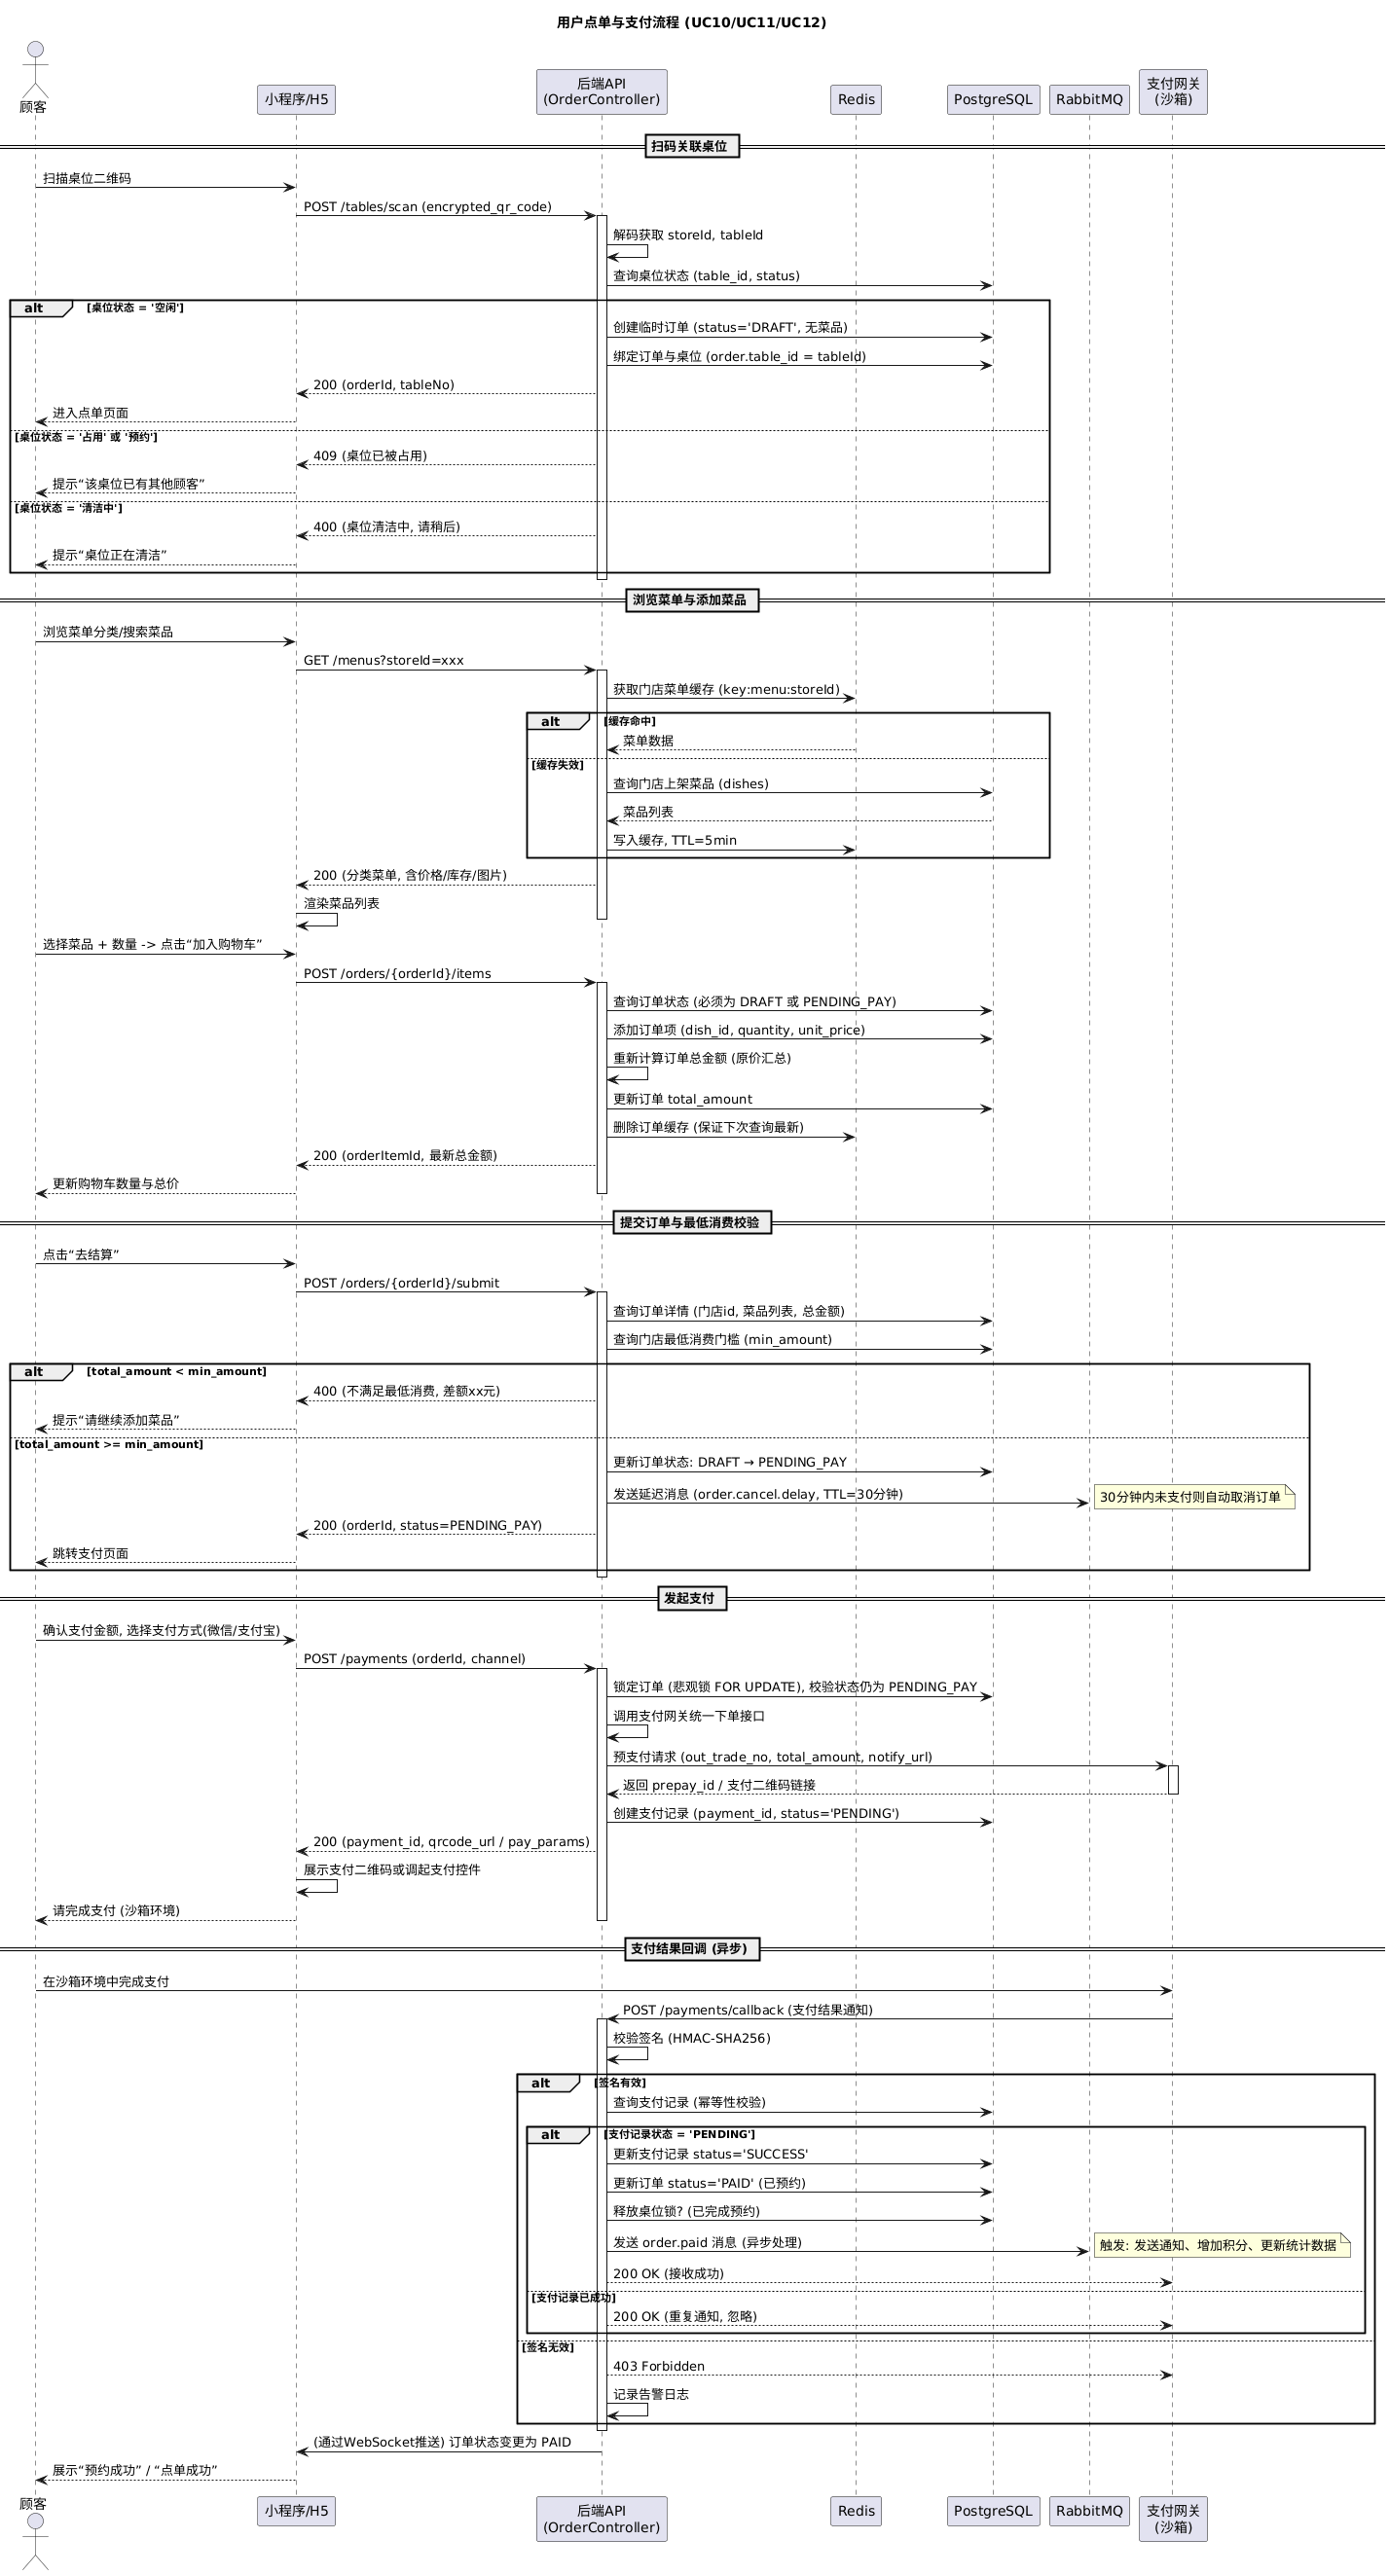 用户点单与支付流程 (UC10/UC11/UC12)
顾客
小程序/H5
后端API
(OrderController)
Redis
PostgreSQL
RabbitMQ
支付网关
(沙箱)
扫码关联桌位
扫描桌位二维码
POST /tables/scan (encrypted_qr_code)
解码获取 storeId, tableId
查询桌位状态 (table_id, status)
alt [桌位状态 = '空闲']
创建临时订单 (status='DRAFT', 无菜品)
绑定订单与桌位 (order.table_id = tableId)
200 (orderId, tableNo)
进入点单页面
[桌位状态 = '占用' 或 '预约']
409 (桌位已被占用)
提示“该桌位已有其他顾客”
[桌位状态 = '清洁中']
400 (桌位清洁中, 请稍后)
提示“桌位正在清洁”
浏览菜单与添加菜品
浏览菜单分类/搜索菜品
GET /menus?storeId=xxx
获取门店菜单缓存 (key:menu:storeId)
alt [缓存命中]
菜单数据
[缓存失效]
查询门店上架菜品 (dishes)
菜品列表
写入缓存, TTL=5min
200 (分类菜单, 含价格/库存/图片)
渲染菜品列表
选择菜品 + 数量 -> 点击“加入购物车”
POST /orders/{orderId}/items
查询订单状态 (必须为 DRAFT 或 PENDING_PAY)
添加订单项 (dish_id, quantity, unit_price)
重新计算订单总金额 (原价汇总)
更新订单 total_amount
删除订单缓存 (保证下次查询最新)
200 (orderItemId, 最新总金额)
更新购物车数量与总价
提交订单与最低消费校验
点击“去结算”
POST /orders/{orderId}/submit
查询订单详情 (门店id, 菜品列表, 总金额)
查询门店最低消费门槛 (min_amount)
alt [total_amount < min_amount]
400 (不满足最低消费, 差额xx元)
提示“请继续添加菜品”
[total_amount >= min_amount]
更新订单状态: DRAFT → PENDING_PAY
发送延迟消息 (order.cancel.delay, TTL=30分钟)
30分钟内未支付则自动取消订单
200 (orderId, status=PENDING_PAY)
跳转支付页面
发起支付
确认支付金额, 选择支付方式(微信/支付宝)
POST /payments (orderId, channel)
锁定订单 (悲观锁 FOR UPDATE), 校验状态仍为 PENDING_PAY
调用支付网关统一下单接口
预支付请求 (out_trade_no, total_amount, notify_url)
返回 prepay_id / 支付二维码链接
创建支付记录 (payment_id, status='PENDING')
200 (payment_id, qrcode_url / pay_params)
展示支付二维码或调起支付控件
请完成支付 (沙箱环境)
支付结果回调 (异步)
在沙箱环境中完成支付
POST /payments/callback (支付结果通知)
校验签名 (HMAC-SHA256)
alt [签名有效]
查询支付记录 (幂等性校验)
alt [支付记录状态 = 'PENDING']
更新支付记录 status='SUCCESS'
更新订单 status='PAID' (已预约)
释放桌位锁? (已完成预约)
发送 order.paid 消息 (异步处理)
触发: 发送通知、增加积分、更新统计数据
200 OK (接收成功)
[支付记录已成功]
200 OK (重复通知, 忽略)
[签名无效]
403 Forbidden
记录告警日志
(通过WebSocket推送) 订单状态变更为 PAID
展示“预约成功” / “点单成功”
顾客
小程序/H5
后端API
(OrderController)
Redis
PostgreSQL
RabbitMQ
支付网关
(沙箱)